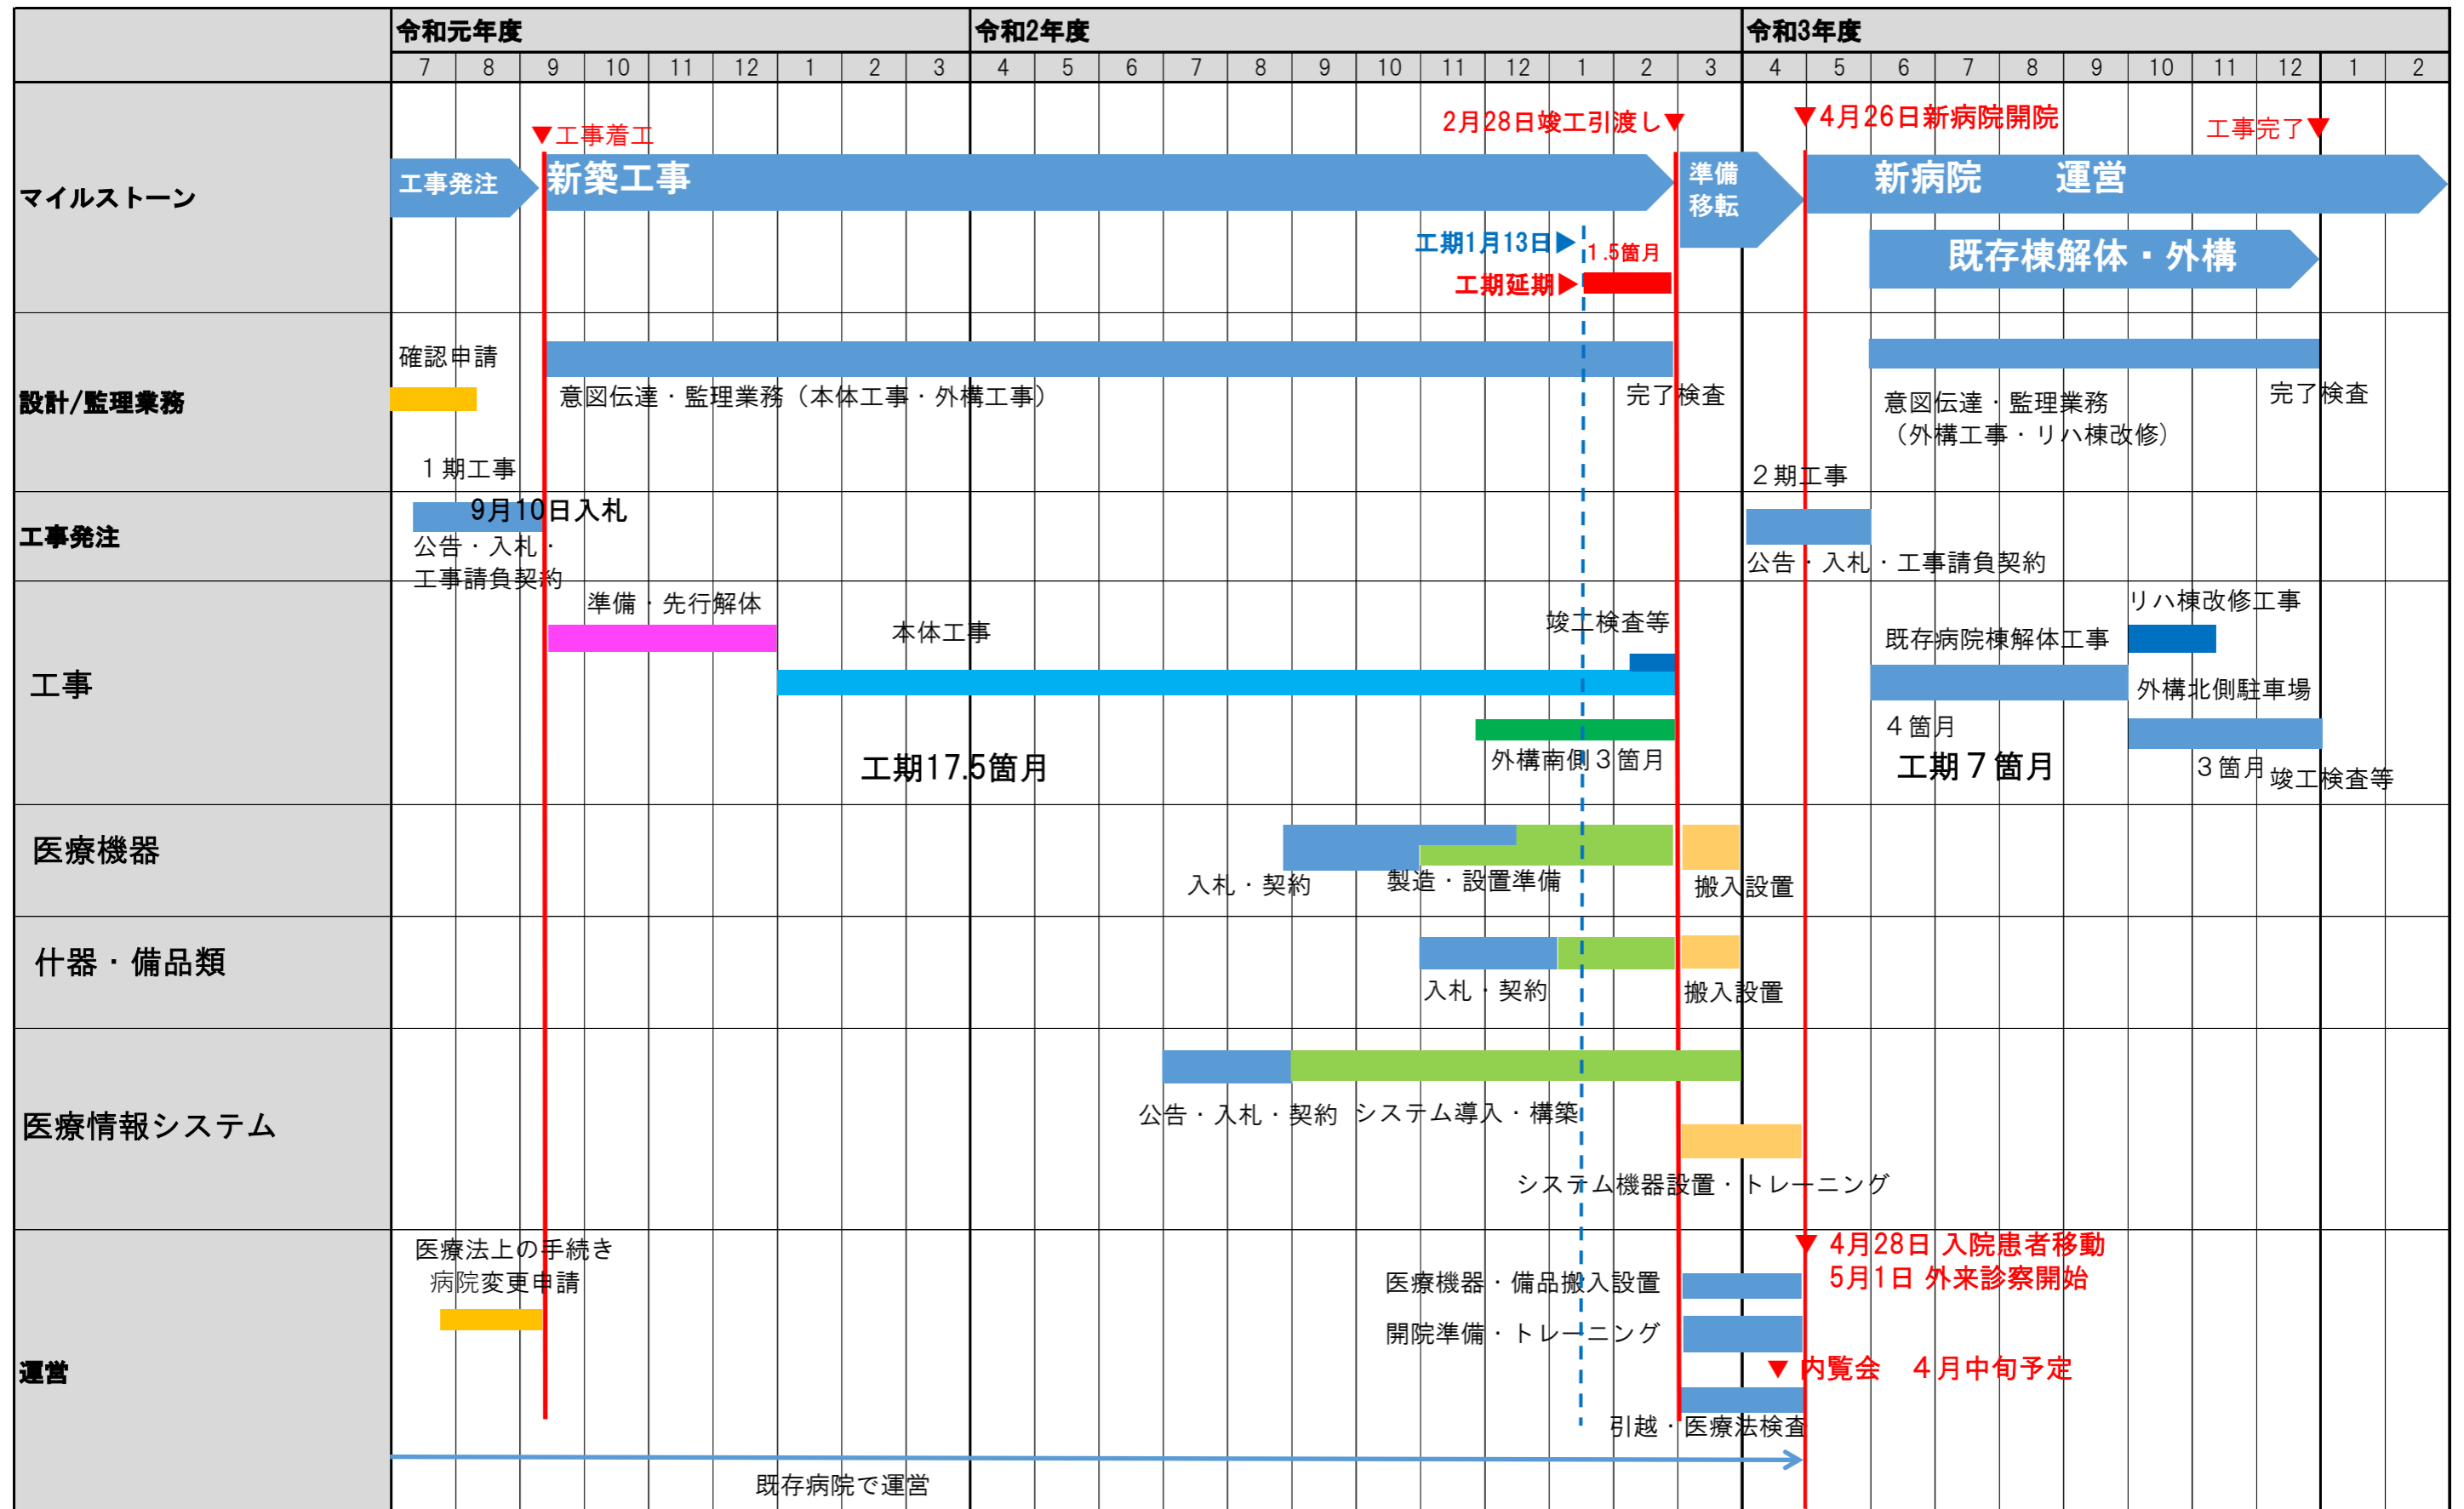 令和元年度 令和2年度 令和3年度
7 8 9 10 11 12 1 2 3 4 5 6 7 8 9 10 11 12 1 2 3 4 5 6 7 8 9 10 11 12 1 2
マイルストーン
▼工事着工
2月28日竣工引渡し▼
▼4月26日新病院開院
工事完了▼
工事発注
新築工事
準備
移転
新病院 運営
工期1月13日▶
1.5箇月
工期延期▶
既存棟解体・外構
設計/監理業務
確認申請
意図伝達・監理業務（本体工事・外構工事）
完了検査
意図伝達・監理業務
（外構工事・リハ棟改修）
完了検査
１期工事
２期工事
工事発注
9月10日入札
公告・入札・
工事請負契約
公告・入札・工事請負契約
工事
準備・先行解体
本体工事
竣工検査等
リハ棟改修工事
既存病院棟解体工事
外構北側駐車場
４箇月
外構南側３箇月
工期17.5箇月
工期７箇月
３箇月
竣工検査等
医療機器
入札・契約
製造・設置準備
搬入設置
什器・備品類
入札・契約
搬入設置
医療情報システム
公告・入札・契約
システム導入・構築
システム機器設置・トレーニング
運営
医療法上の手続き
病院変更申請
▼ 4月28日 入院患者移動
5月1日 外来診察開始
医療機器・備品搬入設置
開院準備・トレーニング
▼ 内覧会 ４月中旬予定
引越・医療法検査
既存病院で運営